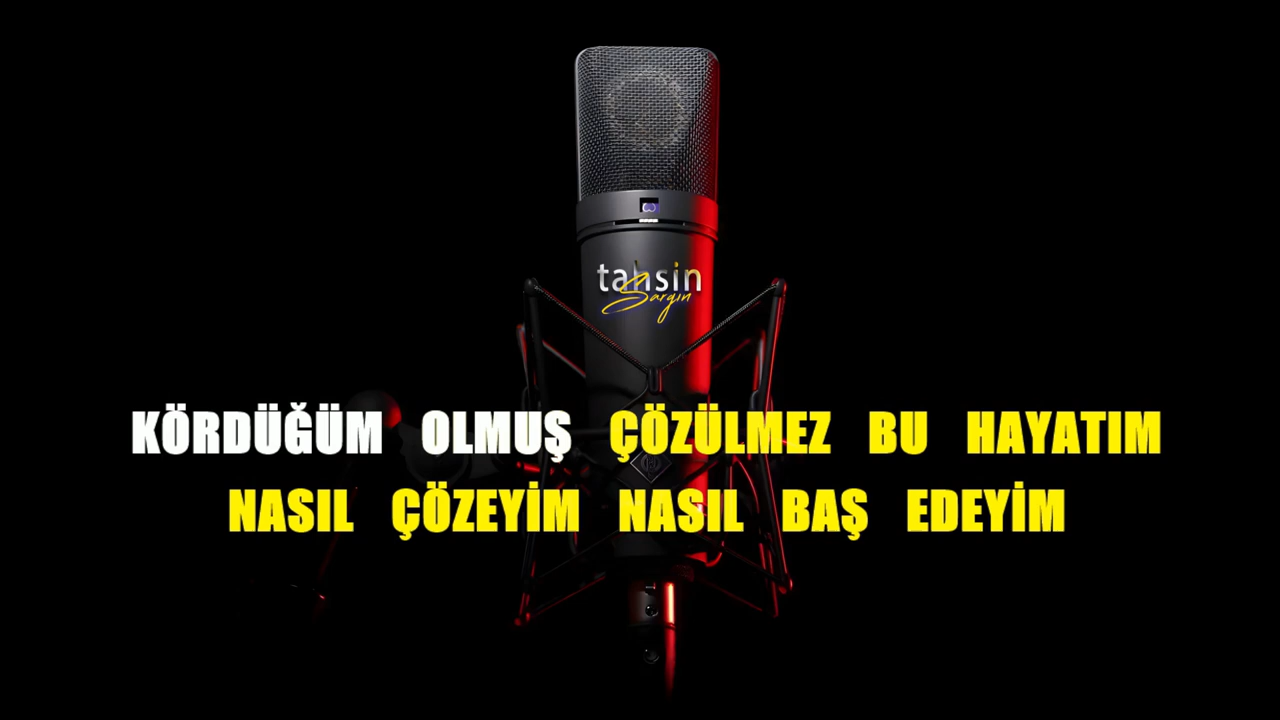 tahsin
Sargın
KÖRDÜĞÜM OLMUŞ ÇÖZÜLMEZ BU HAYATIM
NASIL ÇÖZEYİM NASIL BAŞ EDEYİM